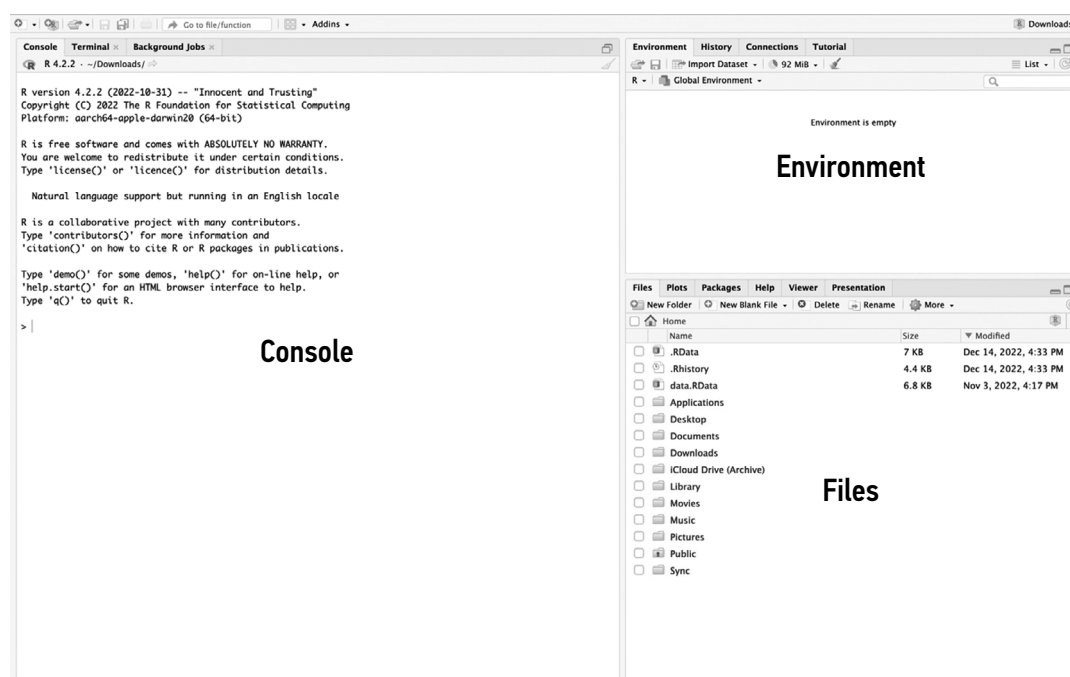 Go to file/function Addins Downloads
Console Terminal Background Jobs
R 4.2.2 · ~/Downloads/
R version 4.2.2 (2022-10-31) -- "Innocent and Trusting"
Copyright (C) 2022 The R Foundation for Statistical Computing
Platform: aarch64-apple-darwin20 (64-bit)
R is free software and comes with ABSOLUTELY NO WARRANTY.
You are welcome to redistribute it under certain conditions.
Type 'license()' or 'licence()' for distribution details.
Natural language support but running in an English locale
R is a collaborative project with many contributors.
Type 'contributors()' for more information and
'citation()' on how to cite R or R packages in publications.
Type 'demo()' for some demos, 'help()' for on-line help, or
'help.start()' for an HTML browser interface to help.
Type 'q()' to quit R.
>
Console
Environment History Connections Tutorial
Import Dataset 92 MiB List
R Global Environment
Environment is empty
Environment
Files Plots Packages Help Viewer Presentation
New Folder New Blank File Delete Rename More
Home
Name Size Modified
.RData 7 KB Dec 14, 2022, 4:33 PM
.Rhistory 4.4 KB Dec 14, 2022, 4:33 PM
data.RData 6.8 KB Nov 3, 2022, 4:17 PM
Applications
Desktop
Documents
Downloads
iCloud Drive (Archive)
Library
Movies
Music
Pictures
Public
Sync
Files